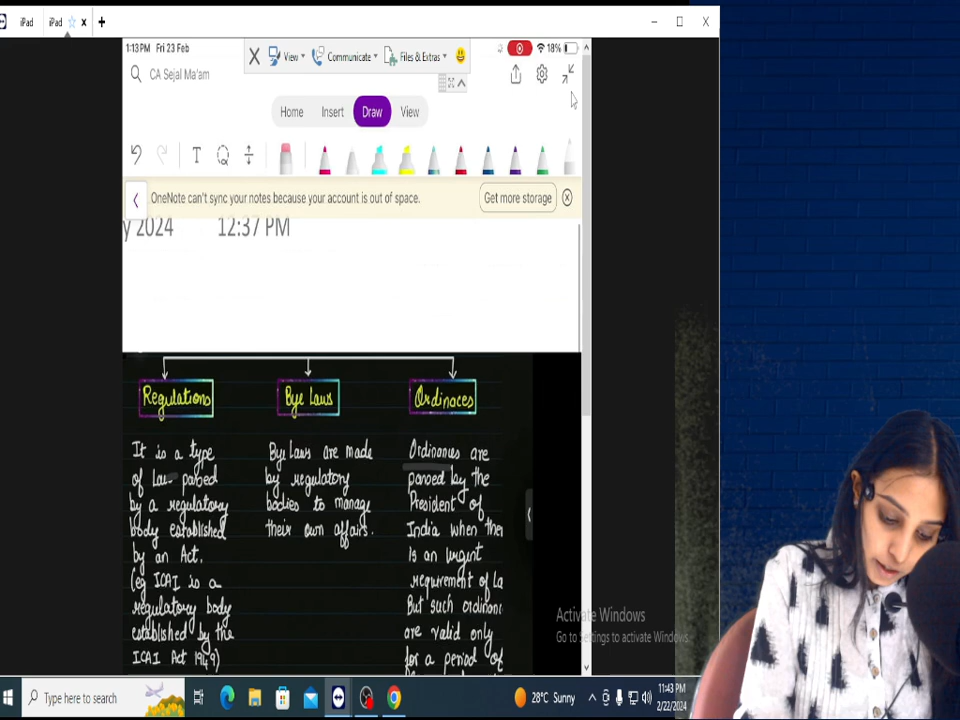 iPad
iPad
1:13 PM Fri 23 Feb
View
Communicate
Files & Extras
18%
CA Sejal Ma'am
Home
Insert
Draw
View
T
OneNote can't sync your notes because your account is out of space.
Get more storage
y 2024 12:37 PM
Regulations
It is a type
of Law passed
by a regulatory
body established
by an Act.
(eg ICAI is a
regulatory body
established by the
ICAI Act 1949)
Bye Laws
Bye Laws are made
by regulatory
bodies to manage
their own affairs.
Ordinaces
Ordinances are
passed by the
President of
India when ther
is an urgent
requirement of La
But such ordinanc
are valid only
for a period of
Activate Windows
Go to Settings to activate Windows.
Type here to search
28°C Sunny
11:43 PM
2/22/2024